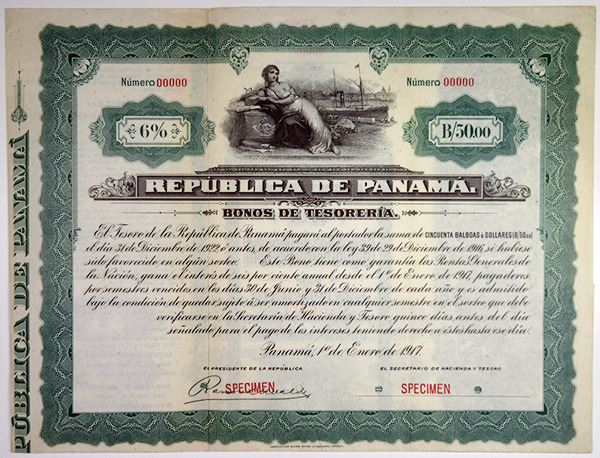 Número 00000
Número 00000
6%
B/50.00
REPÚBLICA DE PANAMÁ.
BONOS DE TESORERÍA.
El Tesoro de la República de Panamá pagará al portador la suma de CINCUENTA BALBOAS ó DOLLARES (B/50.00)
el día 31 de Diciembre de 1922 ó antes, de acuerdo con la ley 39 de 29 de Diciembre de 1916, si hubiese
sido favorecido en algún sorteo. Este Bono tiene como garantía las Rentas Generales
de la Nación, gana el interés de seis por ciento anual desde el 1º de Enero de 1917, pagaderos
por semestres vencidos en los días 30 de Junio y 31 de Diciembre de cada año y es admitido
bajo la condición de quedar sujeto á ser amortizado en cualquier semestre en el sorteo que debe
verificarse en la Secretaría de Hacienda y Tesoro quince días antes del día
señalado para el pago de los intereses teniendo derecho a éstos hasta ese día.
Panamá, 1º de Enero de 1917.
EL PRESIDENTE DE LA REPÚBLICA
EL SECRETARIO DE HACIENDA Y TESORO
SPECIMEN
SPECIMEN
PÚBLICA DE PANAMÁ